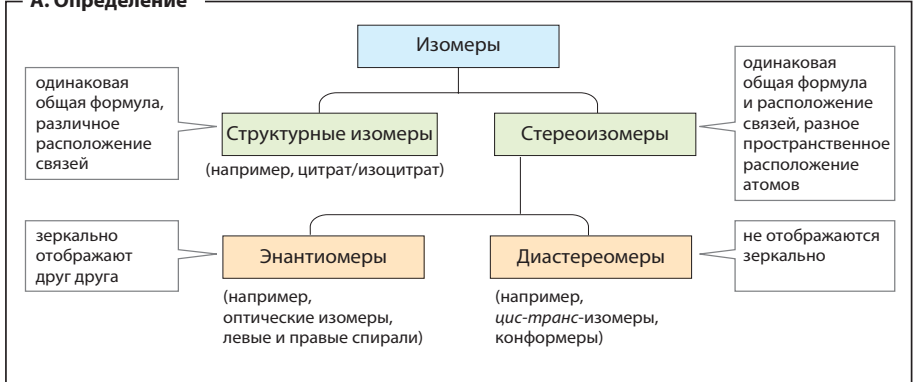 А. Определение
Изомеры
одинаковая
общая формула,
различное
расположение
связей
Структурные изомеры
(например, цитрат/изоцитрат)
Стереоизомеры
одинаковая
общая формула
и расположение
связей, разное
пространственное
расположение
атомов
зеркально
отображают
друг друга
Энантиомеры
(например,
оптические изомеры,
левые и правые спирали)
Диастереомеры
(например,
цис-транс-изомеры,
конформеры)
не отображаются
зеркально